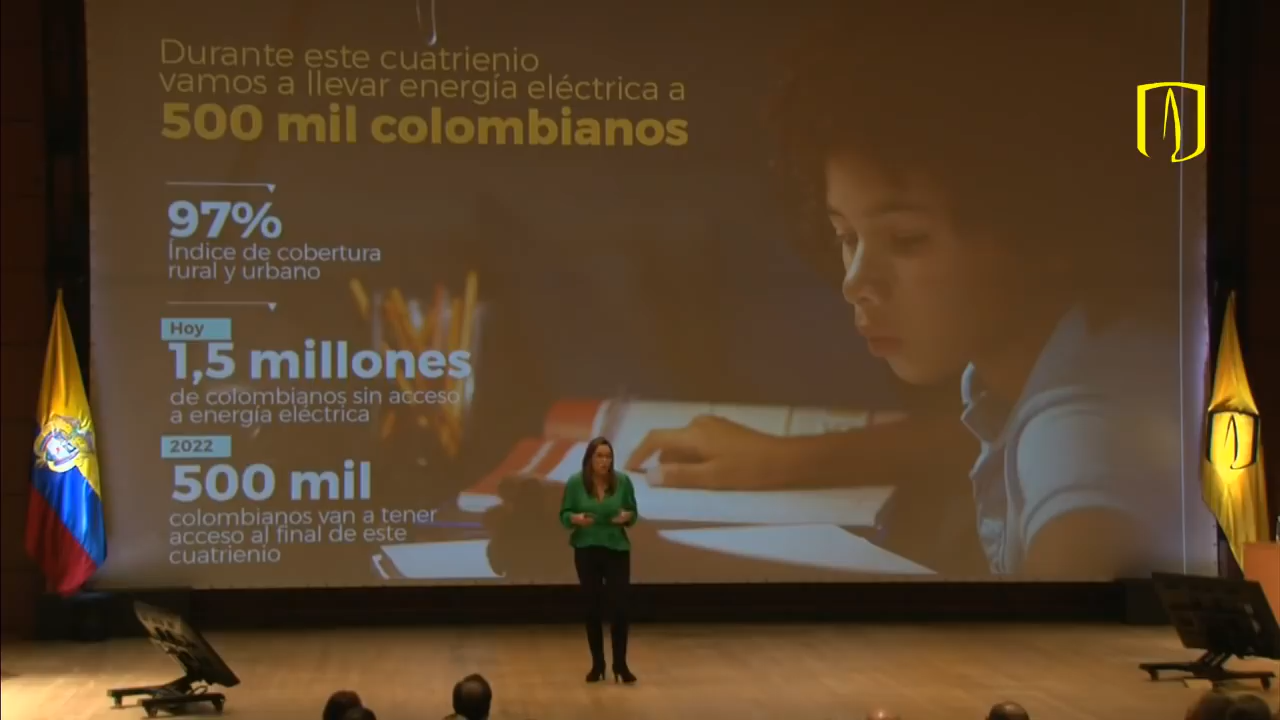 Durante este cuatrienio
vamos a llevar energía eléctrica a
500 mil colombianos
97%
Índice de cobertura
rural y urbano
Hoy
1,5 millones
de colombianos sin acceso
a energía eléctrica
2022
500 mil
colombianos van a tener
acceso al final de este
cuatrienio